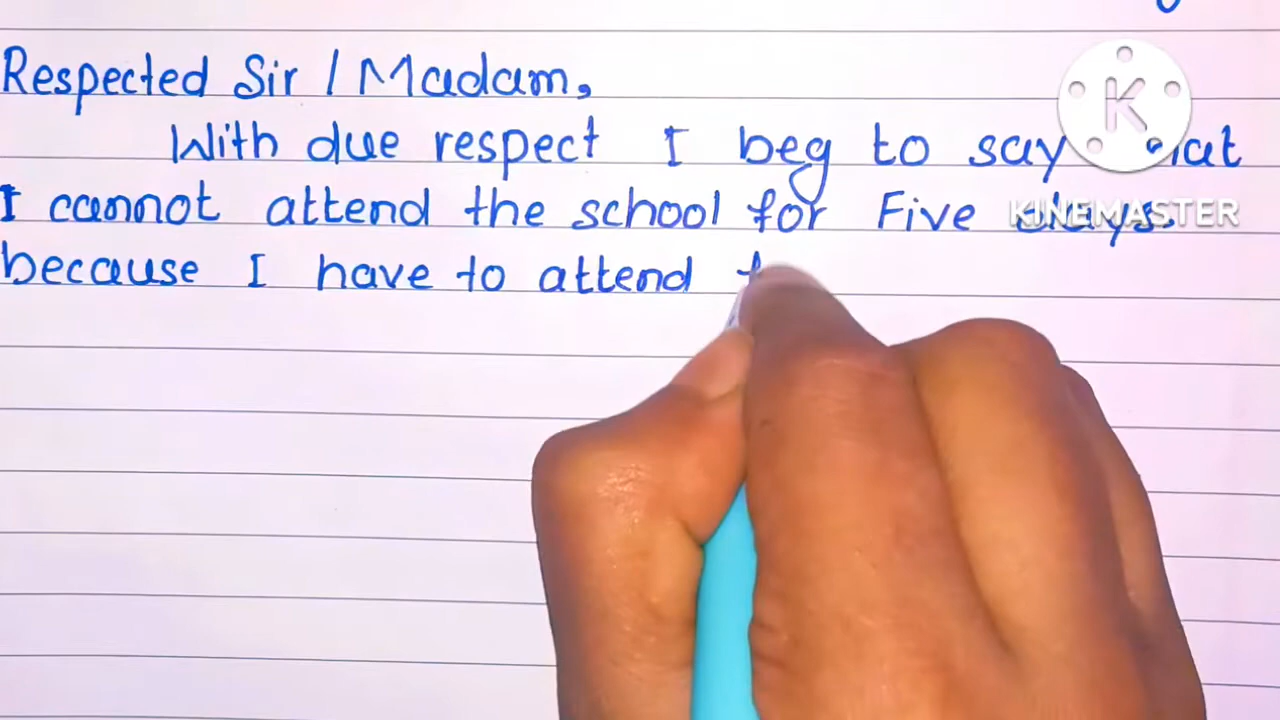 Respected Sir / Madam,
With due respect I beg to say
I cannot attend the school for Five days.
because I have to attend
KINEMASTER